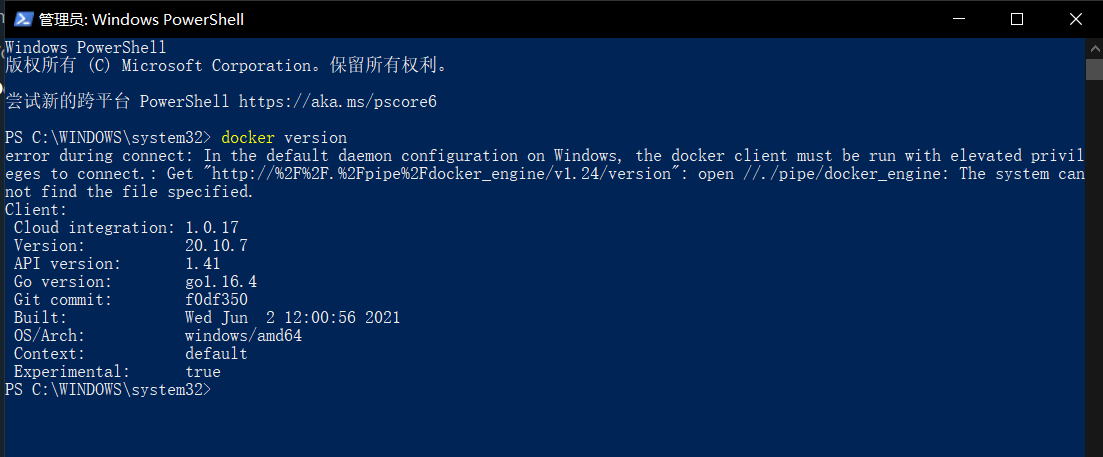 管理员: Windows PowerShell
Windows PowerShell
版权所有 (C) Microsoft Corporation。保留所有权利。
尝试新的跨平台 PowerShell https://aka.ms/pscore6
PS C:\WINDOWS\system32> docker version
error during connect: In the default daemon configuration on Windows, the docker client must be run with elevated privil
eges to connect.: Get "http://%2F%2F.%2Fpipe%2Fdocker_engine/v1.24/version": open //./pipe/docker_engine: The system can
not find the file specified.
Client:
 Cloud integration: 1.0.17
 Version:           20.10.7
 API version:       1.41
 Go version:        go1.16.4
 Git commit:        f0df350
 Built:             Wed Jun  2 12:00:56 2021
 OS/Arch:           windows/amd64
 Context:           default
 Experimental:      true
PS C:\WINDOWS\system32>